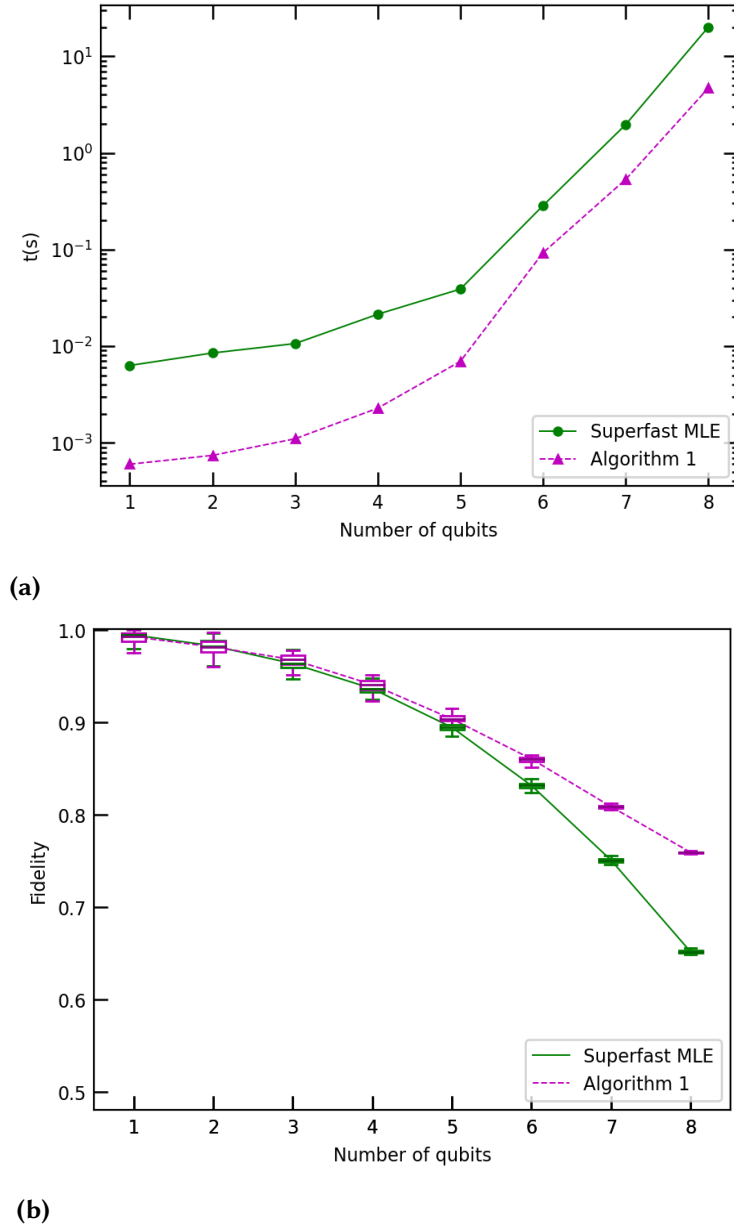 10^1
10^0
10^−1
10^−2
10^−3
t(s)
Superfast MLE
Algorithm 1
1 2 3 4 5 6 7 8
Number of qubits
(a)
1.0
0.9
0.8
0.7
0.6
0.5
Fidelity
Superfast MLE
Algorithm 1
1 2 3 4 5 6 7 8
Number of qubits
(b)